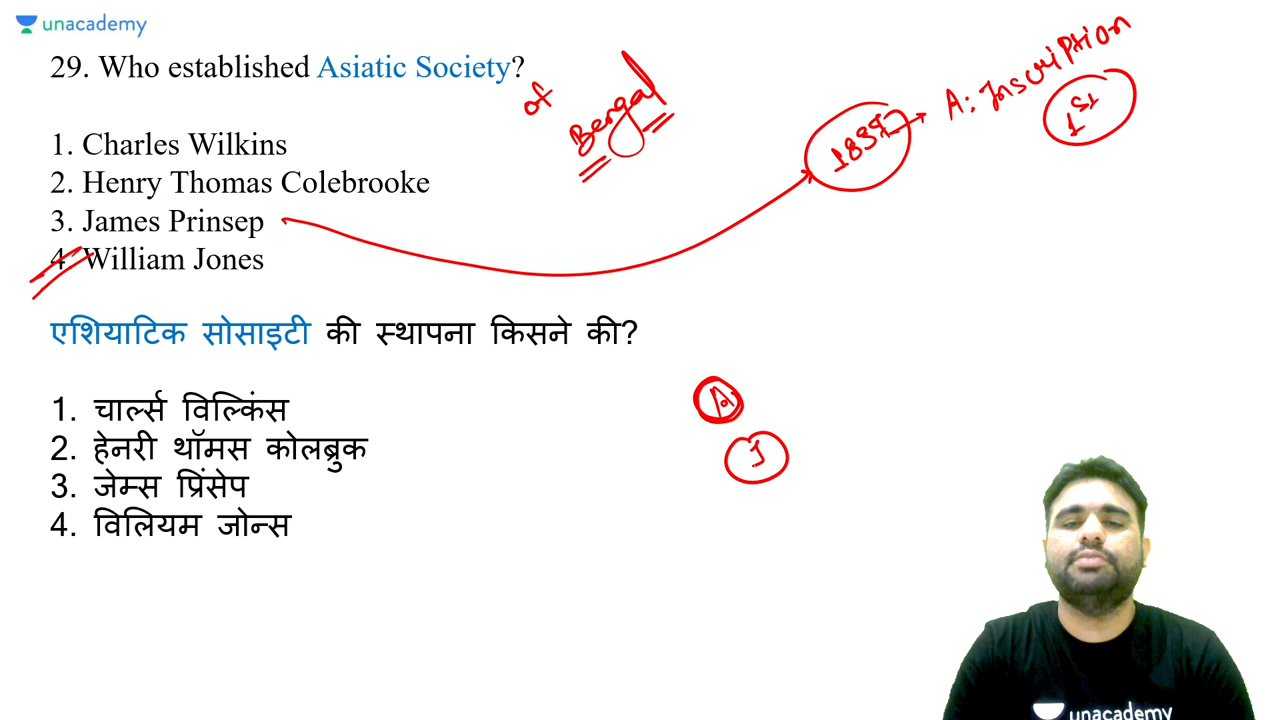 unacademy
29. Who established Asiatic Society?
of Bengal
1. Charles Wilkins
2. Henry Thomas Colebrooke
3. James Prinsep
4. William Jones
A: Inscription
1st
एशियाटिक सोसाइटी की स्थापना किसने की?
1. चार्ल्स विल्किंस
2. हेनरी थॉमस कोलब्रुक
3. जेम्स प्रिंसेप
4. विलियम जोन्स
A
J
unacademy